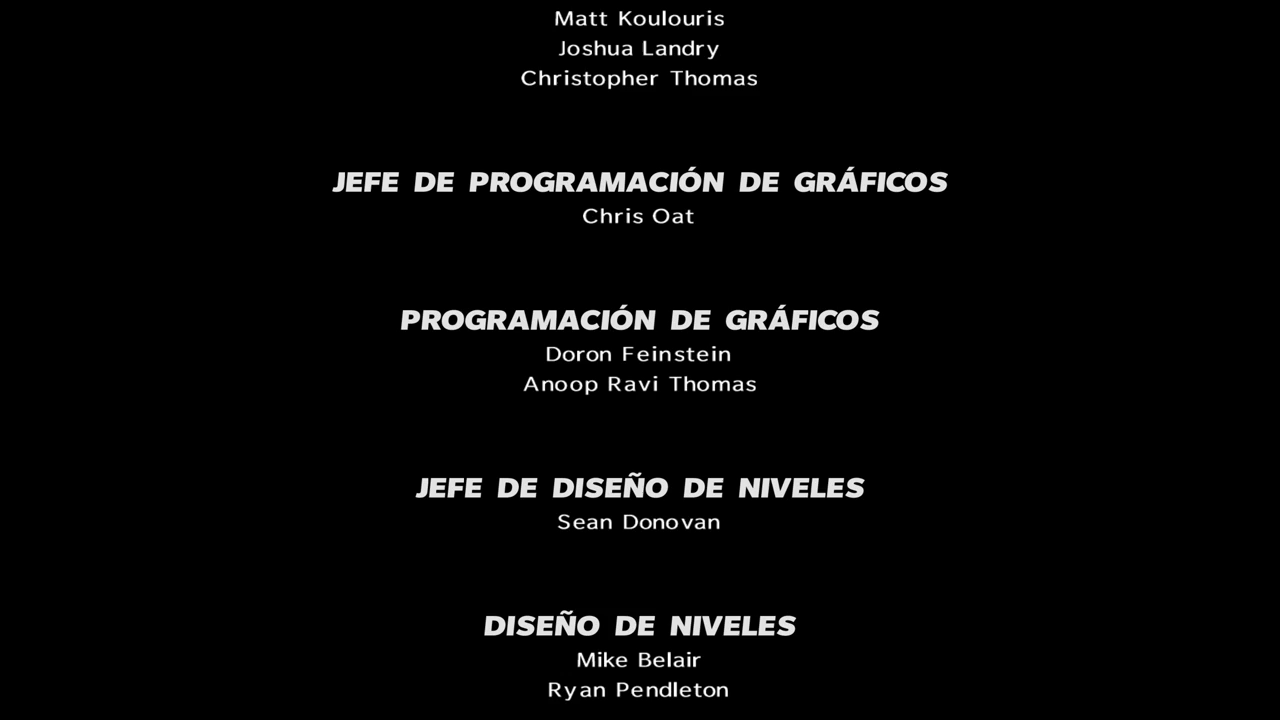 Matt Koulouris
Joshua Landry
Christopher Thomas
JEFE DE PROGRAMACIÓN DE GRÁFICOS
Chris Oat
PROGRAMACIÓN DE GRÁFICOS
Doron Feinstein
Anoop Ravi Thomas
JEFE DE DISEÑO DE NIVELES
Sean Donovan
DISEÑO DE NIVELES
Mike Belair
Ryan Pendleton